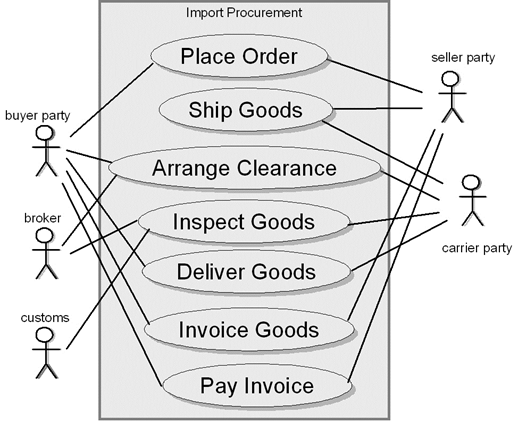 Import Procurement
Place Order
seller party
Ship Goods
buyer party
Arrange Clearance
broker
Inspect Goods
carrier party
Deliver Goods
customs
Invoice Goods
Pay Invoice